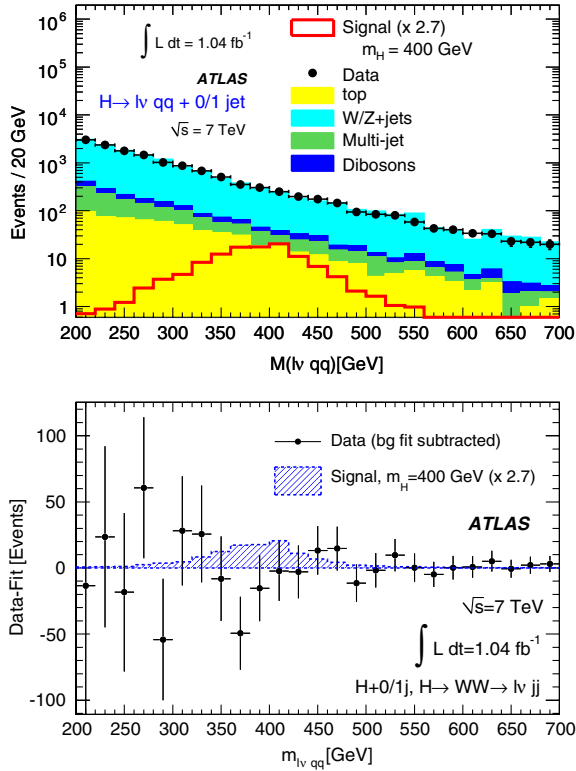 10^6
10^5
10^4
10^3
10^2
10
1
Events / 20 GeV
∫ L dt = 1.04 fb^-1
ATLAS
H→ lν qq + 0/1 jet
√s = 7 TeV
Signal (x 2.7)
m_H = 400 GeV
Data
top
W/Z+jets
Multi-jet
Dibosons
200 250 300 350 400 450 500 550 600 650 700
M(lν qq)[GeV]
100
50
0
-50
-100
Data-Fit [Events]
Data (bg fit subtracted)
Signal, m_H=400 GeV (x 2.7)
ATLAS
√s=7 TeV
∫ L dt=1.04 fb^-1
H+0/1j, H→ WW→ lν jj
200 250 300 350 400 450 500 550 600 650 700
m_lν qq[GeV]